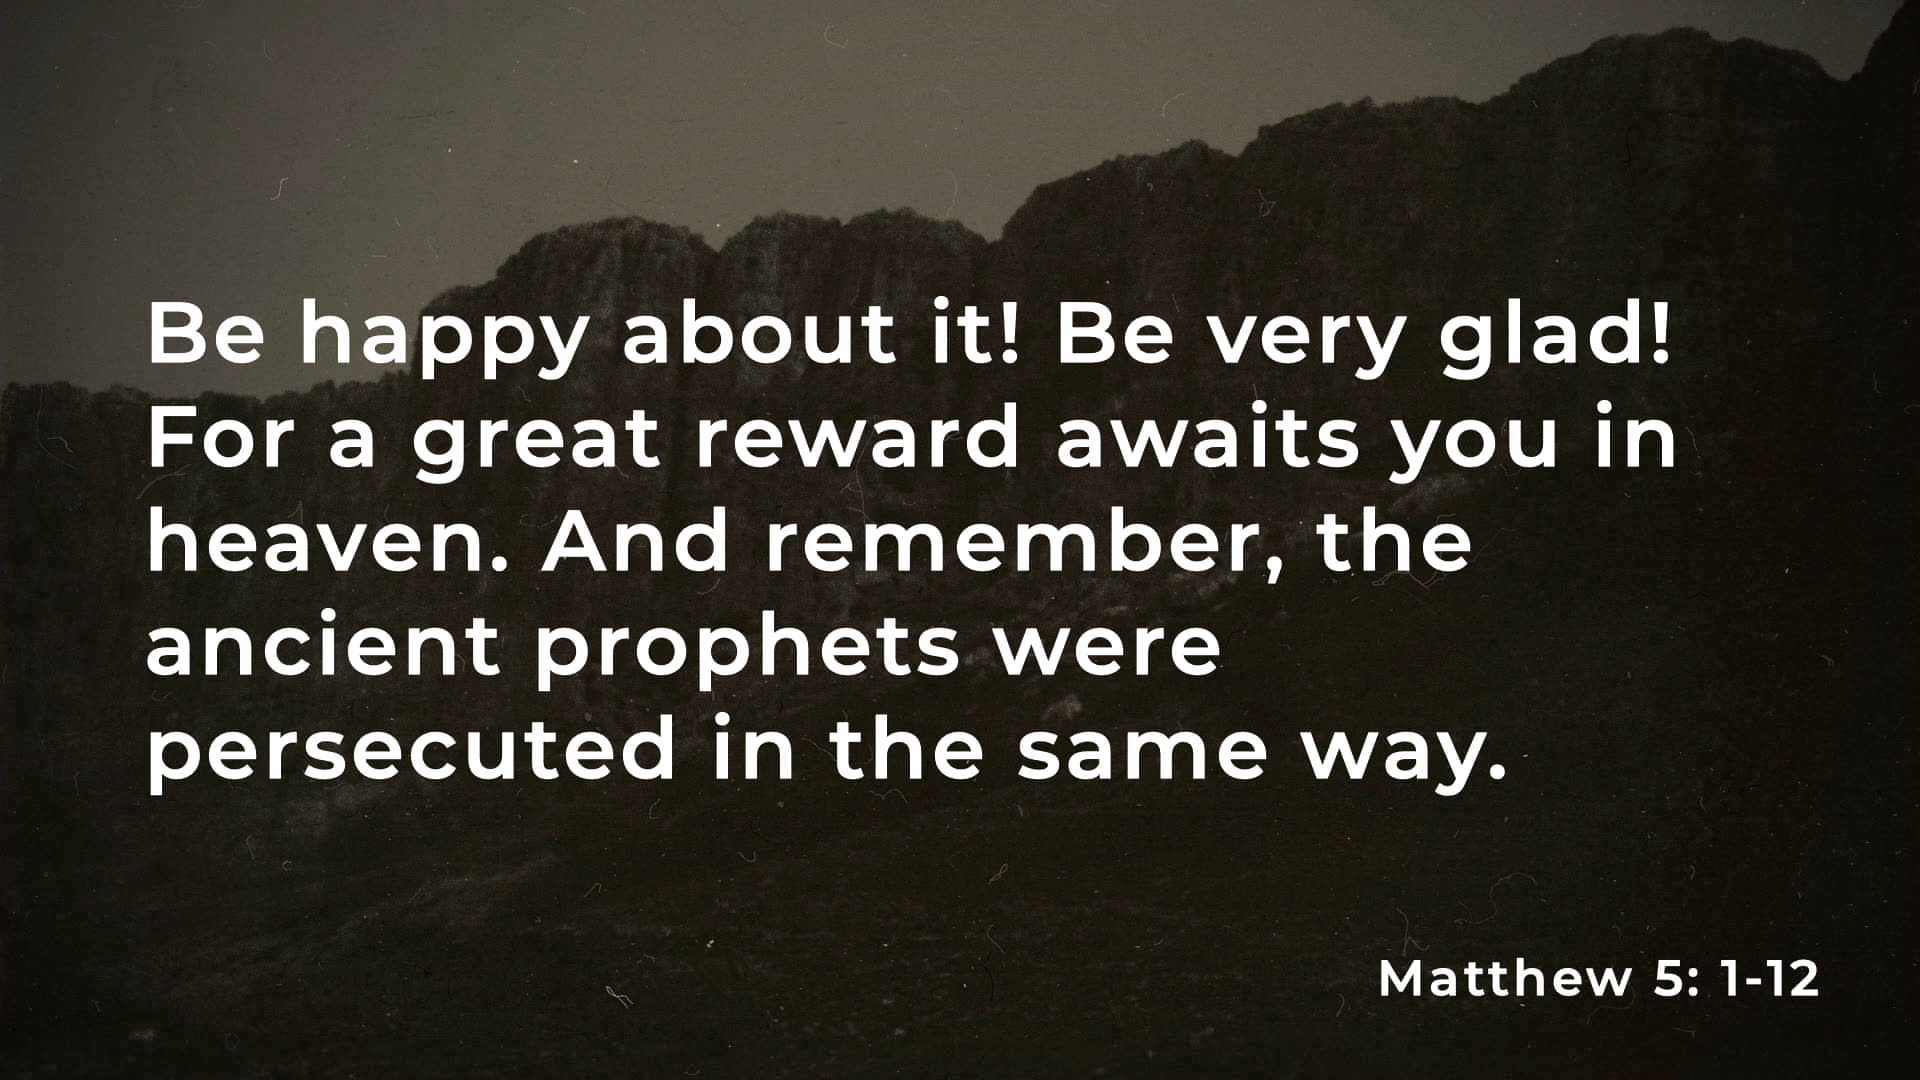 Be happy about it! Be very glad!
For a great reward awaits you in
heaven. And remember, the
ancient prophets were
persecuted in the same way.
Matthew 5: 1-12